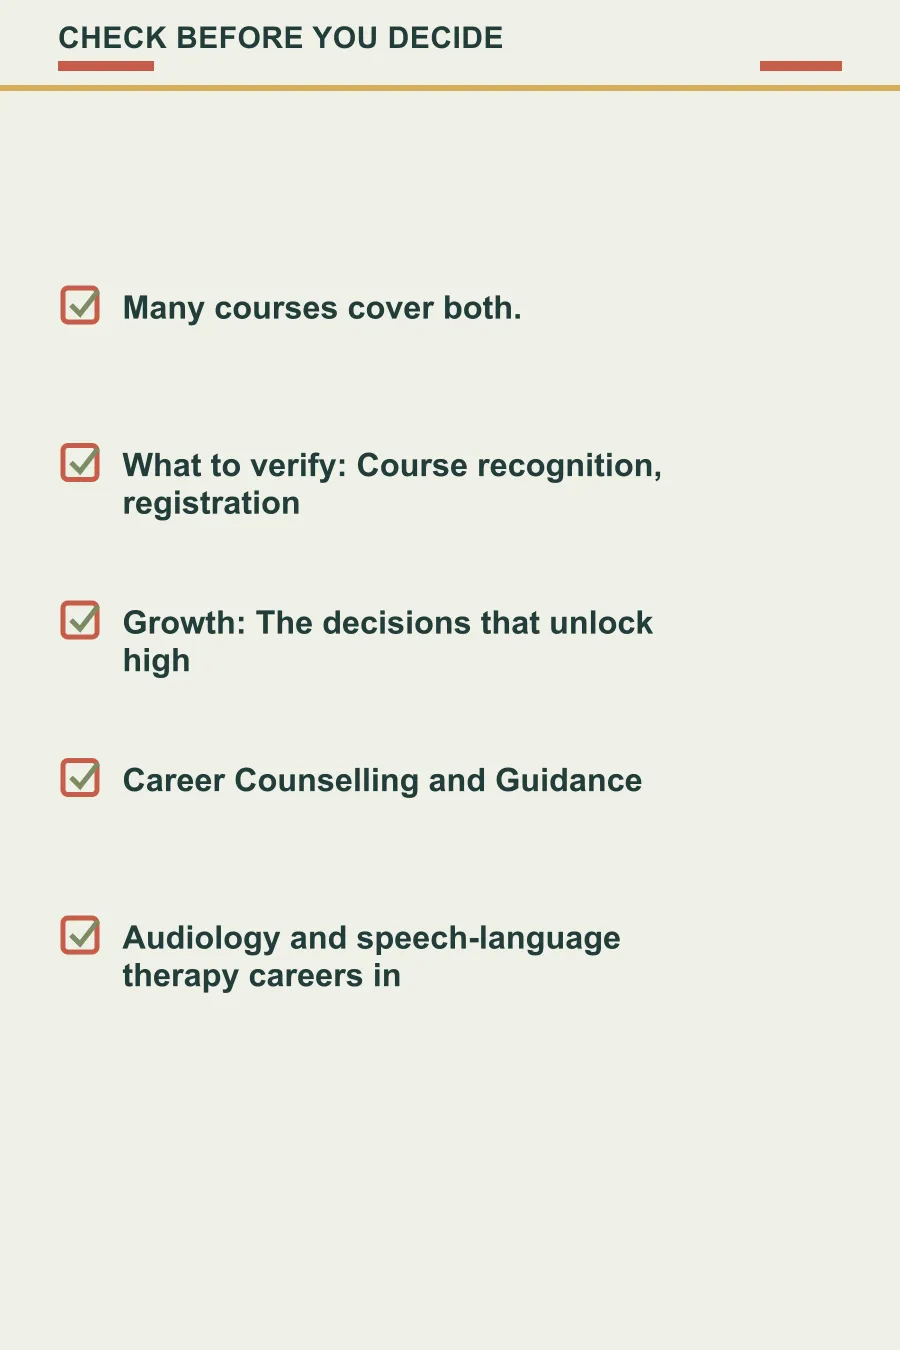 CHECK BEFORE YOU DECIDE
Many courses cover both.
What to verify: Course recognition,
registration
Growth: The decisions that unlock
high
Career Counselling and Guidance
Audiology and speech-language
therapy careers in